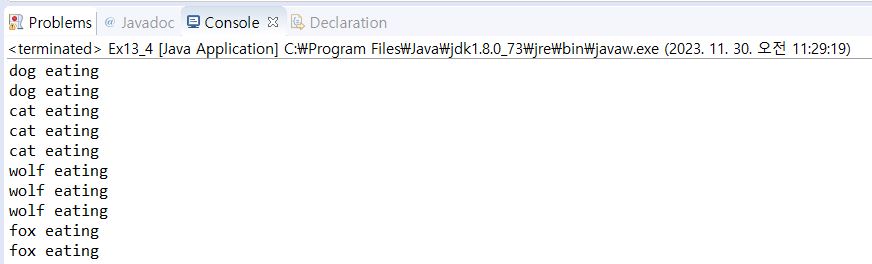 Problems @ Javadoc Console Declaration
<terminated> Ex13_4 [Java Application] C:₩Program Files₩Java₩jdk1.8.0_73₩jre₩bin₩javaw.exe (2023. 11. 30. 오전 11:29:19)
dog eating
dog eating
cat eating
cat eating
cat eating
wolf eating
wolf eating
wolf eating
fox eating
fox eating